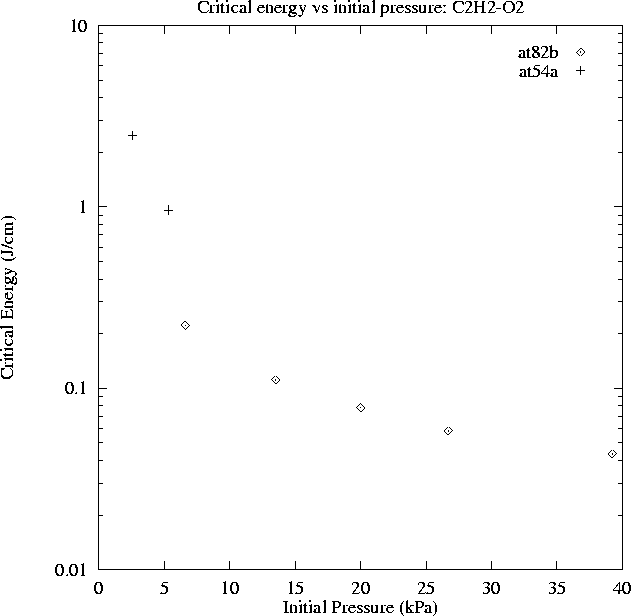 Critical energy vs initial pressure: C2H2-O2
10
at82b
at54a
1
Critical Energy (J/cm)
0.1
0.01
0 5 10 15 20 25 30 35 40
Initial Pressure (kPa)